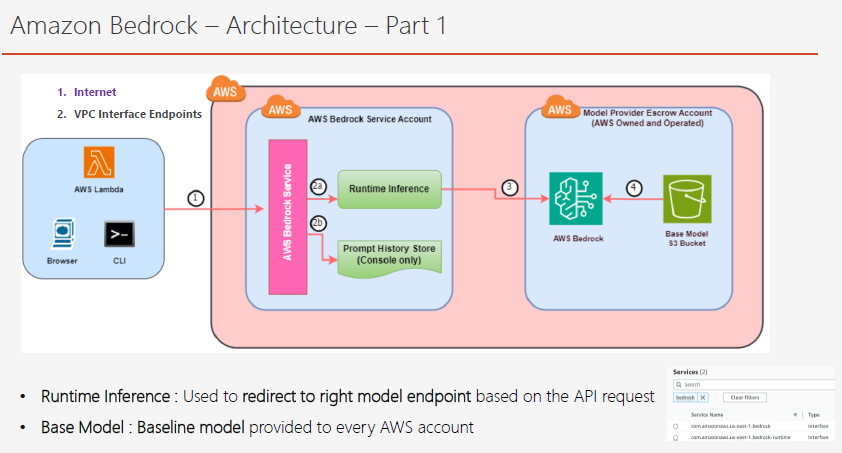 Amazon Bedrock – Architecture – Part 1
1. Internet
2. VPC Interface Endpoints
AWS
AWS
AWS Bedrock Service Account
AWS
Model Provider Escrow Account
(AWS Owned and Operated)
AWS Lambda
Browser
CLI
1
AWS Bedrock Service
2a
Runtime Inference
2b
Prompt History Store
(Console only)
3
AWS Bedrock
4
Base Model
S3 Bucket
• Runtime Inference : Used to redirect to right model endpoint based on the API request
• Base Model : Baseline model provided to every AWS account
Services (2)
Search
bedrock X
Clear filters
Service Name
Type
com.amazonaws.us-east-1.bedrock
Interface
com.amazonaws.us-east-1.bedrock-runtime
Interface